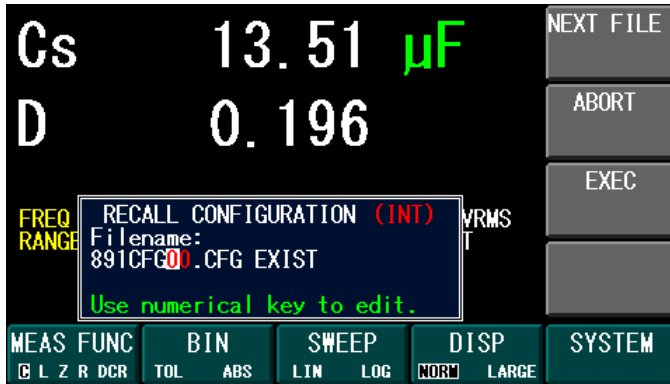 Cs 13.51 μF
D 0.196
FREQ
RANGE
VRMS
T
RECALL CONFIGURATION (INT)
Filename:
891CFG00.CFG EXIST
Use numerical key to edit.
NEXT FILE
ABORT
EXEC
MEAS FUNC
C L Z R DCR
BIN
TOL ABS
SWEEP
LIN LOG
DISP
NORM LARGE
SYSTEM